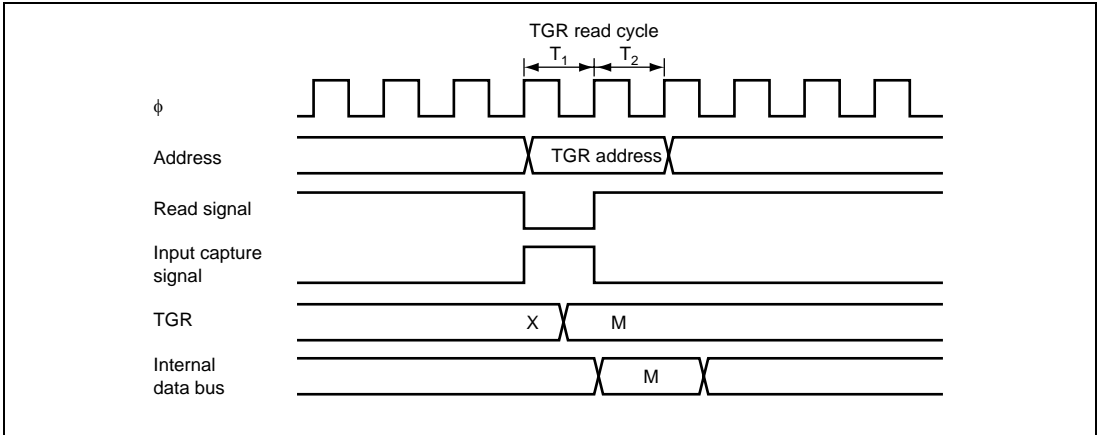 TGR read cycle
T1 T2
φ
Address
TGR address
Read signal
Input capture
signal
TGR
X M
Internal
data bus
M